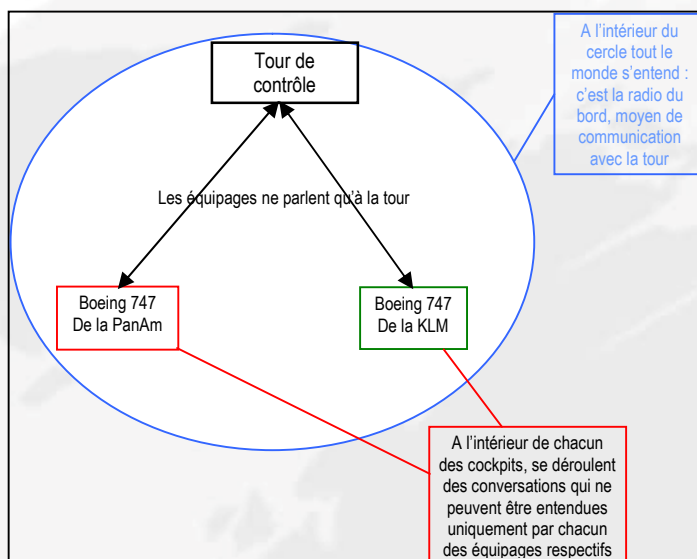 A l’intérieur du
cercle tout le
monde s’entend :
c’est la radio du
bord, moyen de
communication
avec la tour
Tour de
contrôle
Les équipages ne parlent qu’à la tour
Boeing 747
De la PanAm
Boeing 747
De la KLM
A l’intérieur de chacun
des cockpits, se déroulent
des conversations qui ne
peuvent être entendues
uniquement par chacun
des équipages respectifs